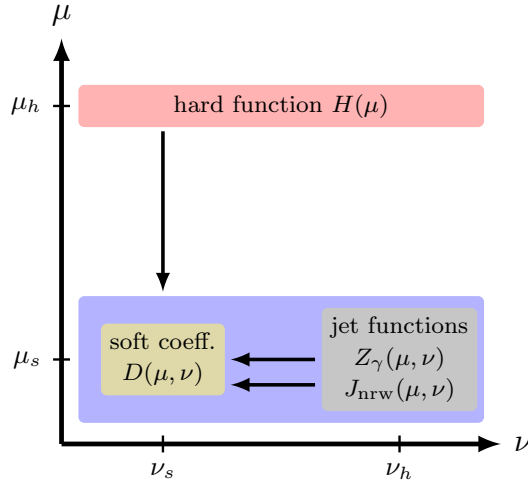 μ
μ_h
hard function H(μ)
jet functions
soft coeff.
Z_γ(μ, ν)
μ_s
D(μ, ν)
J_nrw(μ, ν)
ν
ν_s
ν_h